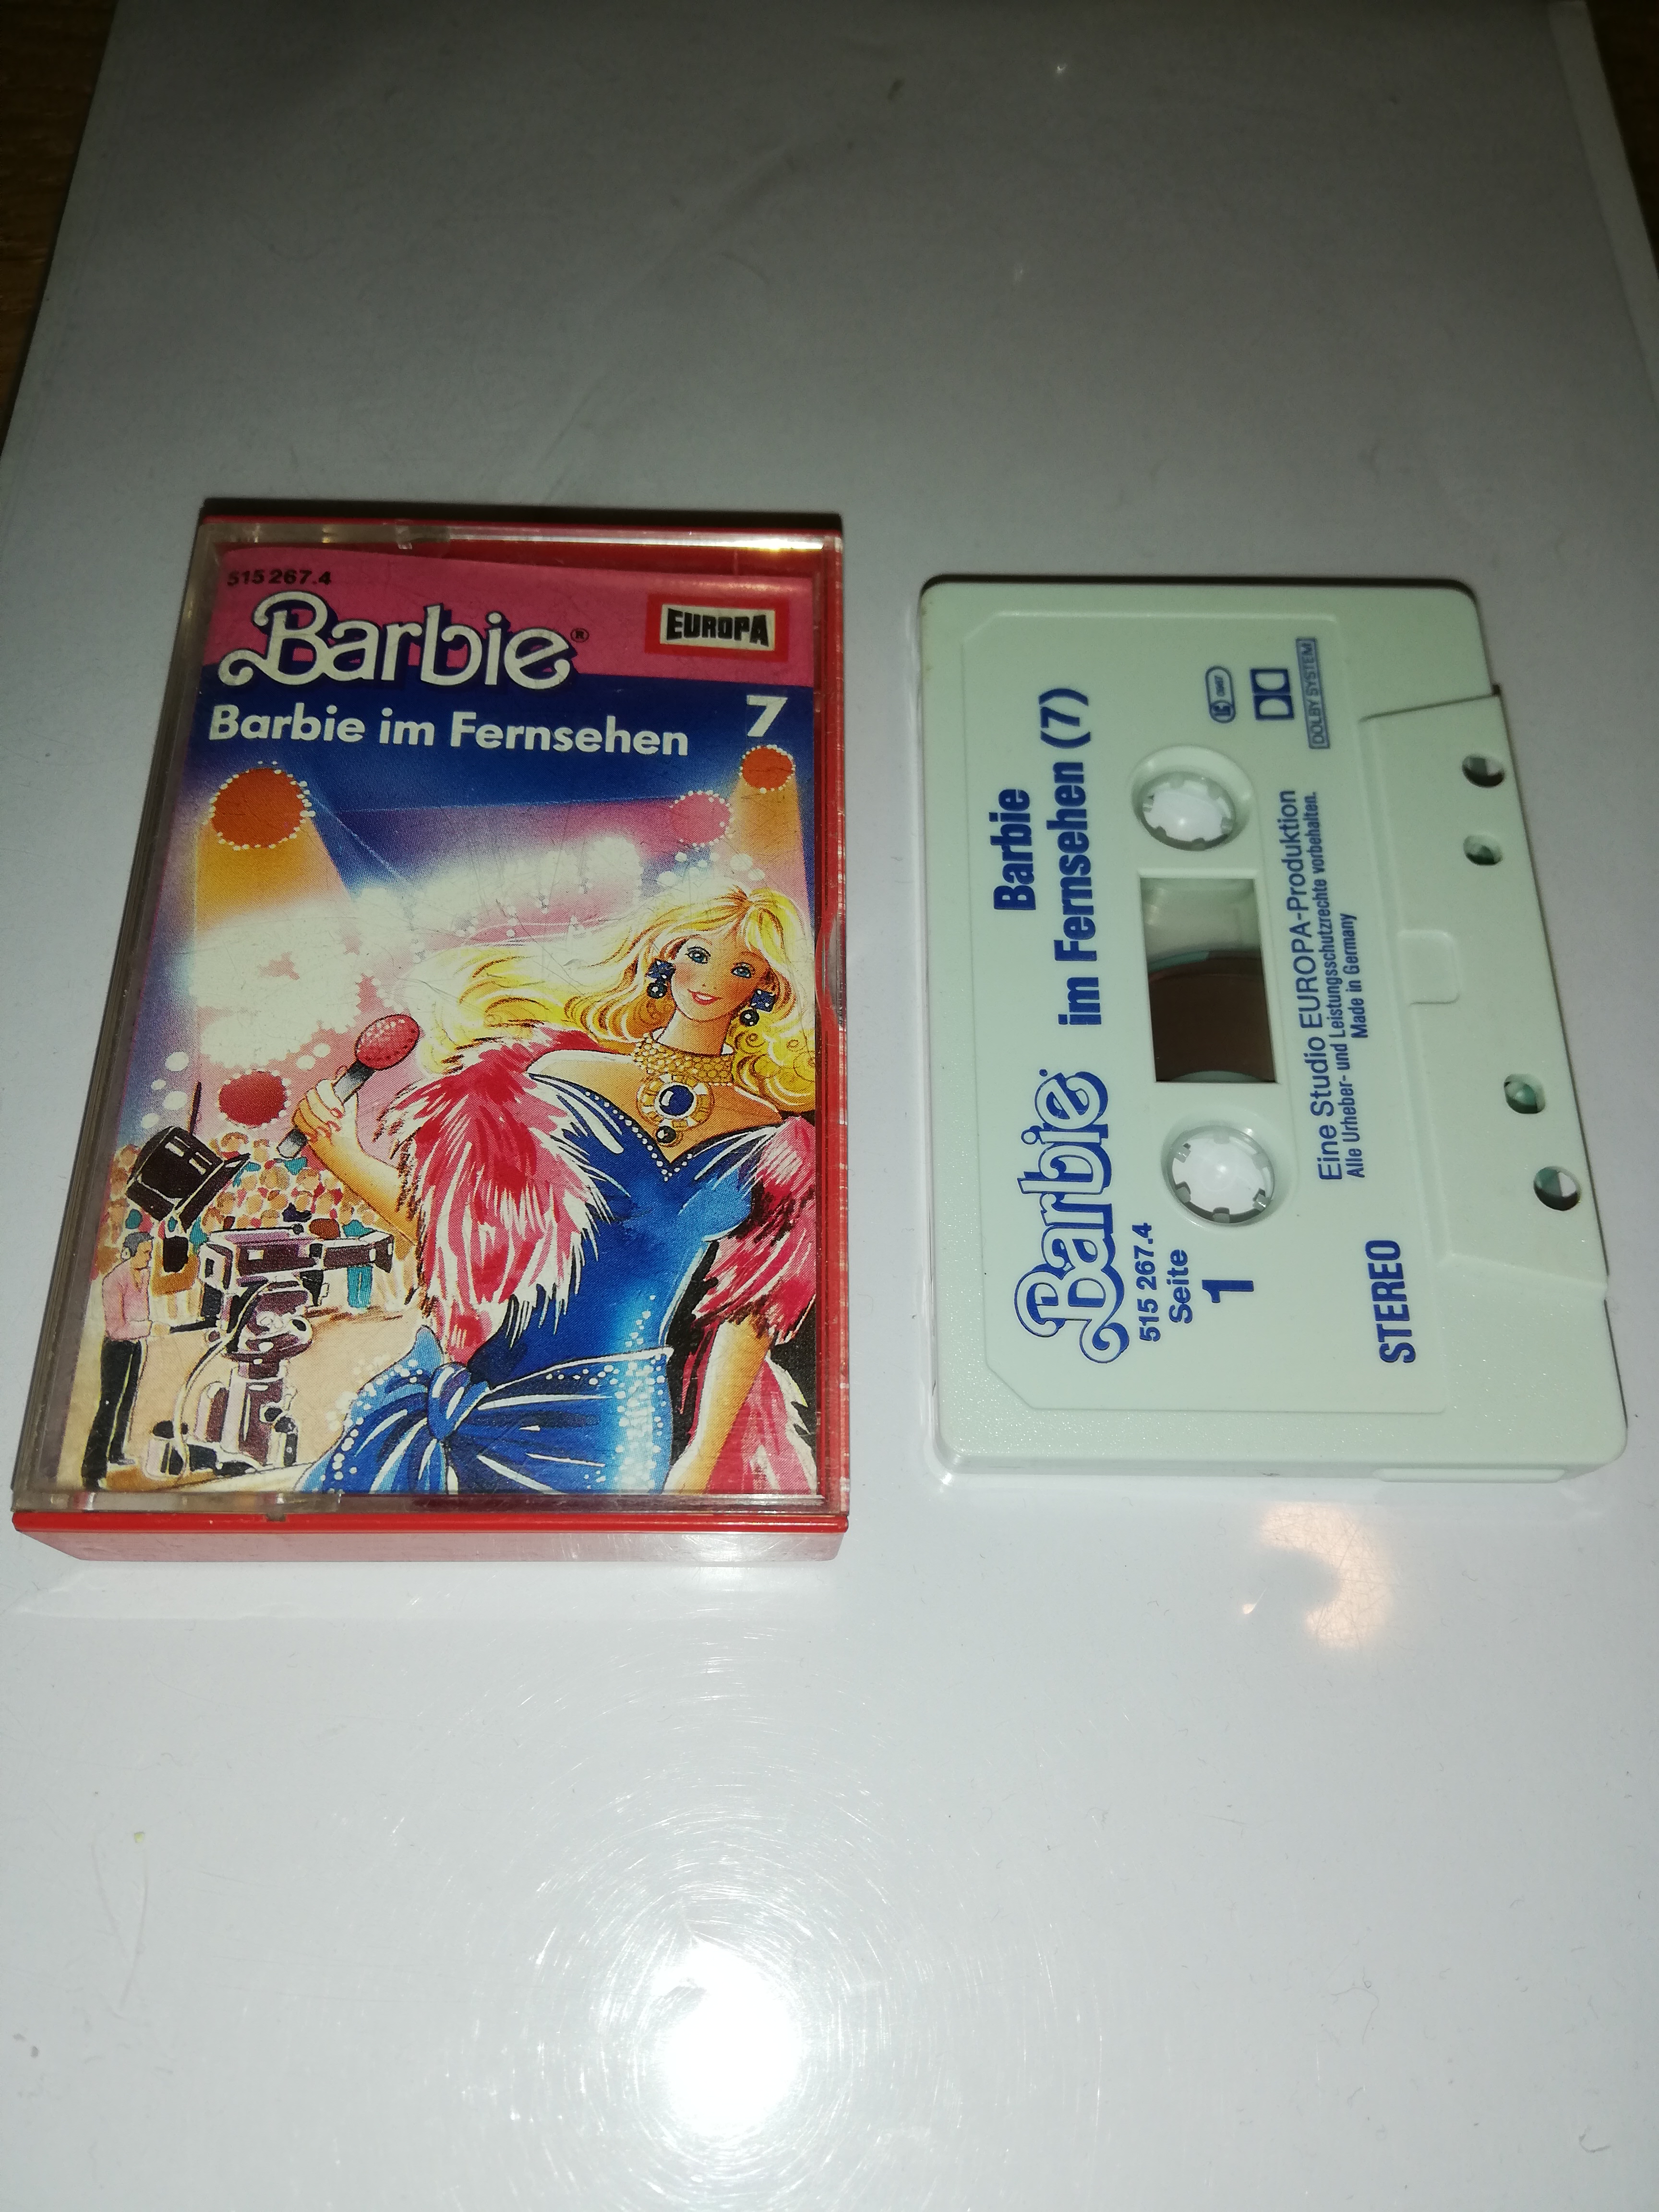 515 267.4
Barbie®
EUROPA
Barbie im Fernsehen
7
Barbie
im Fernsehen (7)
Barbie
515 267.4
Seite
1
DOLBY SYSTEM
Eine Studio EUROPA-Produktion
Alle Urheber- und Leistungsschutzrechte vorbehalten.
Made in Germany
STEREO